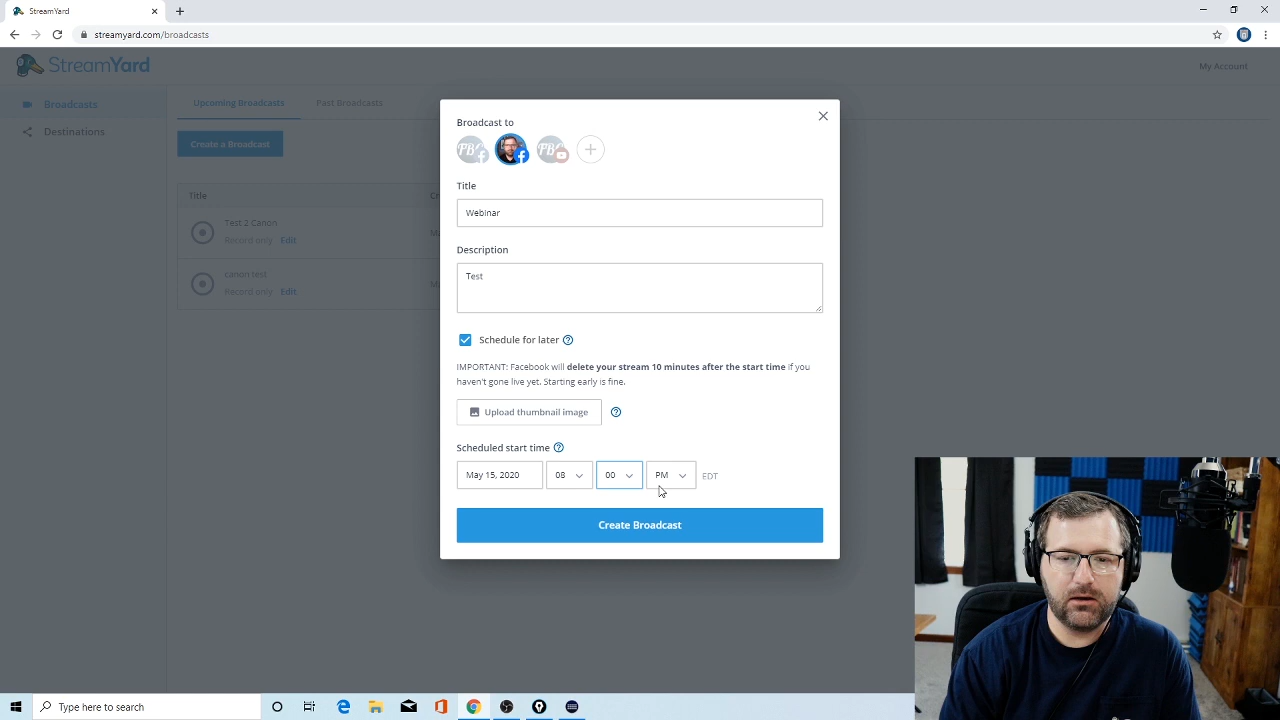 StreamYard
streamyard.com/broadcasts
StreamYard
My Account
Broadcasts
Destinations
Upcoming Broadcasts
Past Broadcasts
Create a Broadcast
Title
Test 2 Canon
Record only Edit
canon test
Record only Edit
Broadcast to
Title
Webinar
Description
Test
Schedule for later
IMPORTANT: Facebook will delete your stream 10 minutes after the start time if you
haven't gone live yet. Starting early is fine.
Upload thumbnail image
Scheduled start time
May 15, 2020 08 00 PM EDT
Create Broadcast
Type here to search